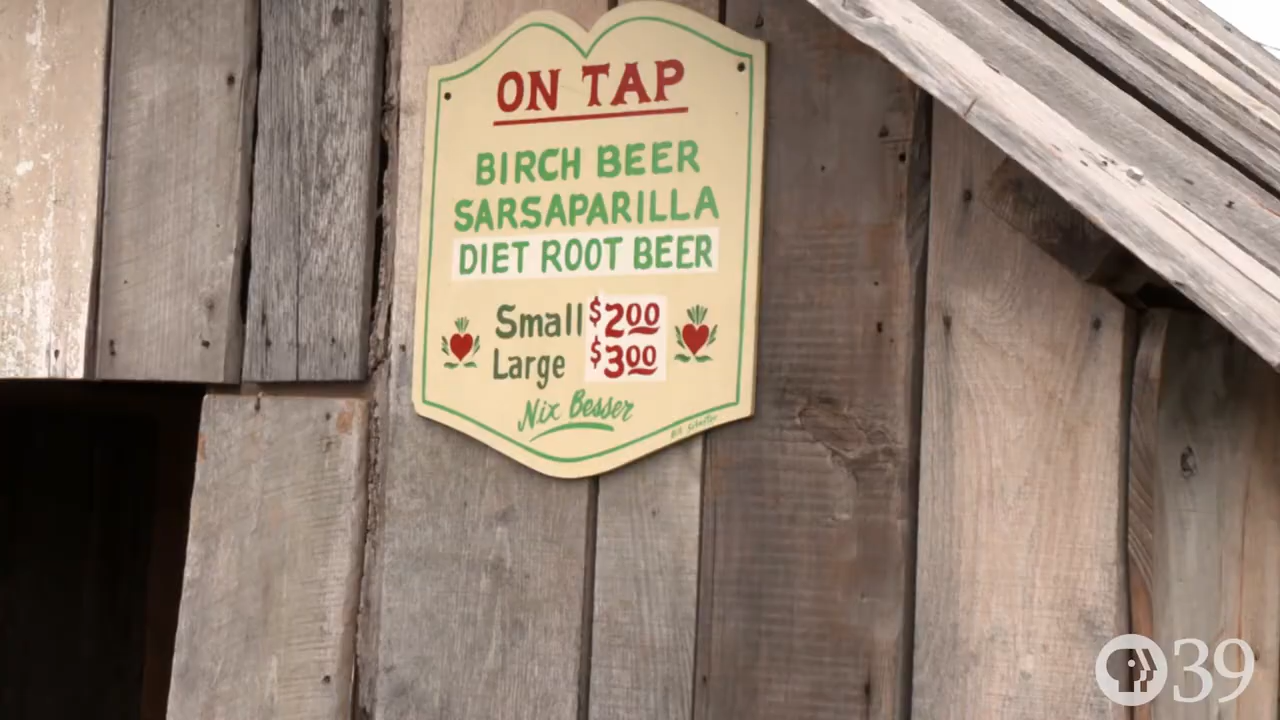 ON TAP
BIRCH BEER
SARSAPARILLA
DIET ROOT BEER
Small $2.00
Large $3.00
Nix Besser
39